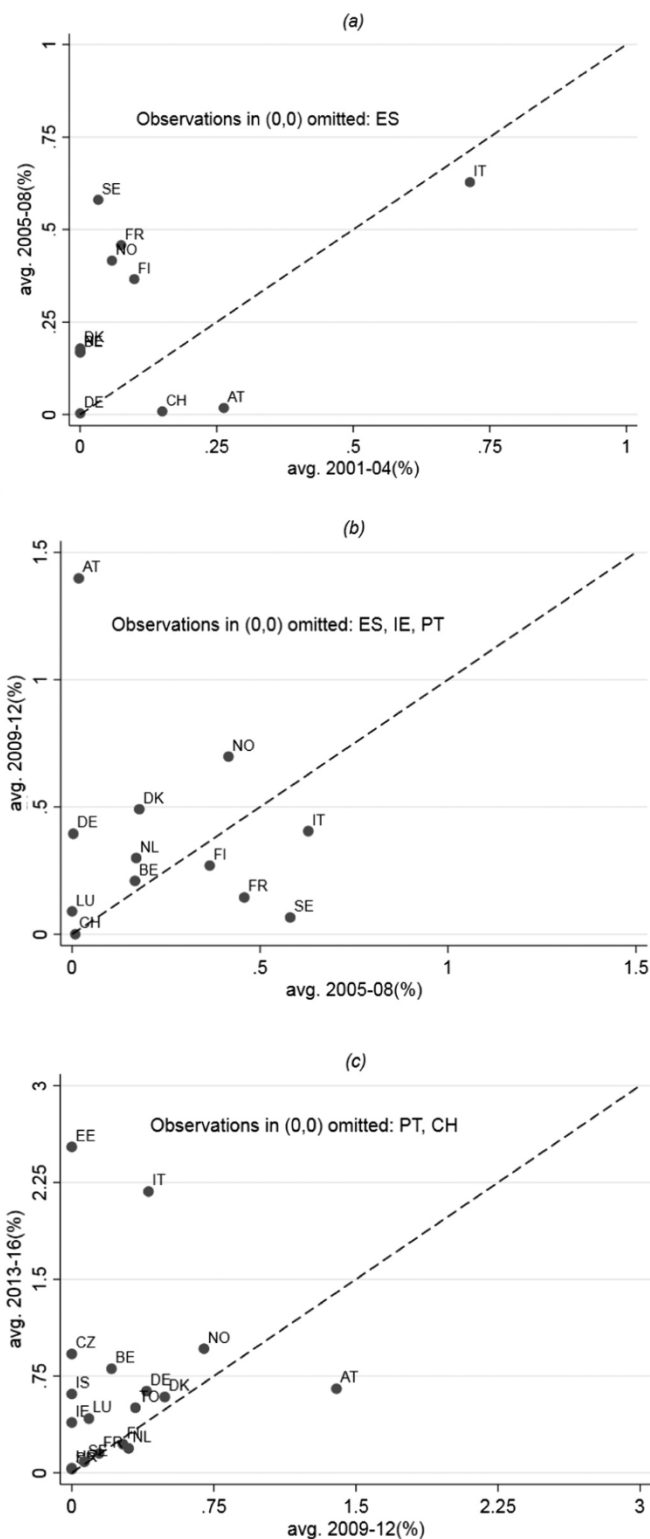 (a)
1
.75
.5
.25
0
avg. 2005-08(%)
Observations in (0,0) omitted: ES
IT
SE
FR
NO
FI
DK
DE
CH
AT
0
.25
.5
.75
1
avg. 2001-04(%)
(b)
1.5
1
.5
0
avg. 2009-12(%)
AT
Observations in (0,0) omitted: ES, IE, PT
NO
DK
DE
IT
NL
FI
BE
FR
LU
SE
CH
0
.5
1
1.5
avg. 2005-08(%)
(c)
3
2.25
1.5
.75
0
avg. 2013-16(%)
Observations in (0,0) omitted: PT, CH
EE
IT
NO
CZ
BE
AT
DE
DK
IS
TO
LU
IE
FI
NL
FR
SE
0
.75
1.5
2.25
3
avg. 2009-12(%)